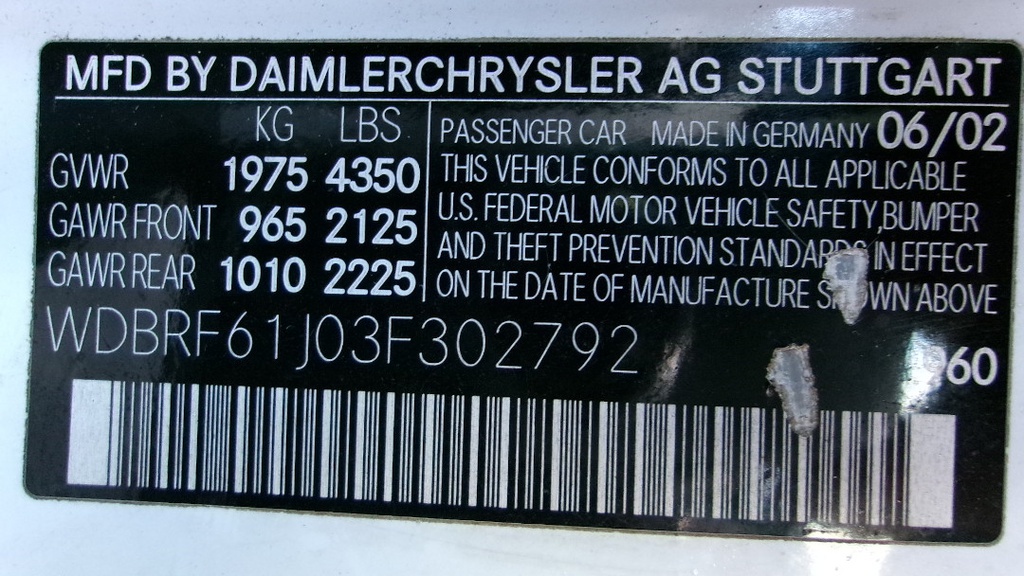 MFD BY DAIMLERCHRYSLER AG STUTTGART
KG LBS
GVWR 1975 4350
GAWR FRONT 965 2125
GAWR REAR 1010 2225
PASSENGER CAR MADE IN GERMANY 06/02
THIS VEHICLE CONFORMS TO ALL APPLICABLE
U.S. FEDERAL MOTOR VEHICLE SAFETY, BUMPER
AND THEFT PREVENTION STANDARDS IN EFFECT
ON THE DATE OF MANUFACTURE SHOWN ABOVE
WDBRF61J03F302792
960